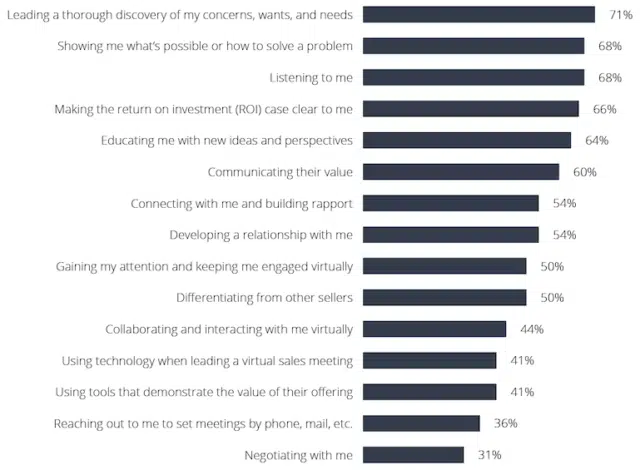 Leading a thorough discovery of my concerns, wants, and needs 71%
Showing me what's possible or how to solve a problem 68%
Listening to me 68%
Making the return on investment (ROI) case clear to me 66%
Educating me with new ideas and perspectives 64%
Communicating their value 60%
Connecting with me and building rapport 54%
Developing a relationship with me 54%
Gaining my attention and keeping me engaged virtually 50%
Differentiating from other sellers 50%
Collaborating and interacting with me virtually 44%
Using technology when leading a virtual sales meeting 41%
Using tools that demonstrate the value of their offering 41%
Reaching out to me to set meetings by phone, mail, etc. 36%
Negotiating with me 31%